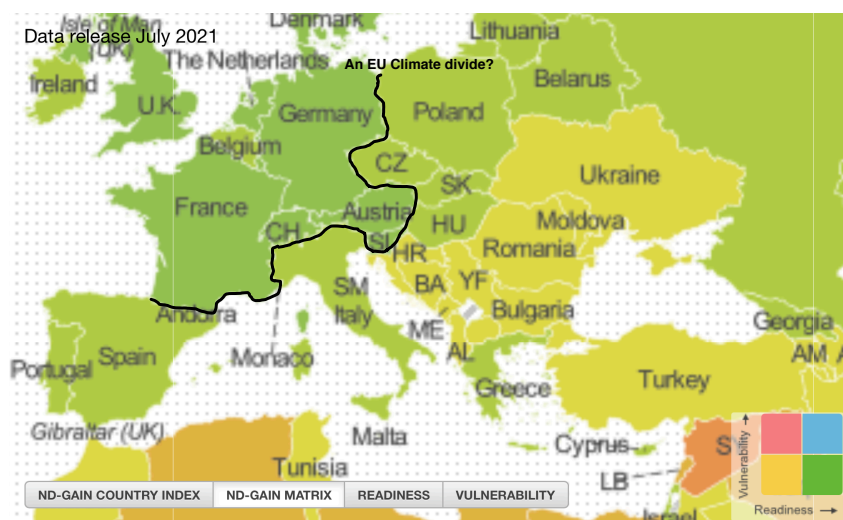 Isle of Man
(UK)
Data release July 2021
Denmark
Lithuania
The Netherlands
An EU Climate divide?
Ireland
Belarus
U.K.
Germany
Poland
Belgium
CZ
SK
Ukraine
France
Austria
CH
HU
Moldova
SI
HR
Romania
BA
YF
SM
Italy
Bulgaria
Andorra
ME
Georgia
Portugal
Spain
Monaco
AL
AM
Greece
Turkey
Gibraltar (UK)
Malta
Cyprus
Tunisia
LB
Israel
Vulnerability →
Readiness →
ND-GAIN COUNTRY INDEX
ND-GAIN MATRIX
READINESS
VULNERABILITY